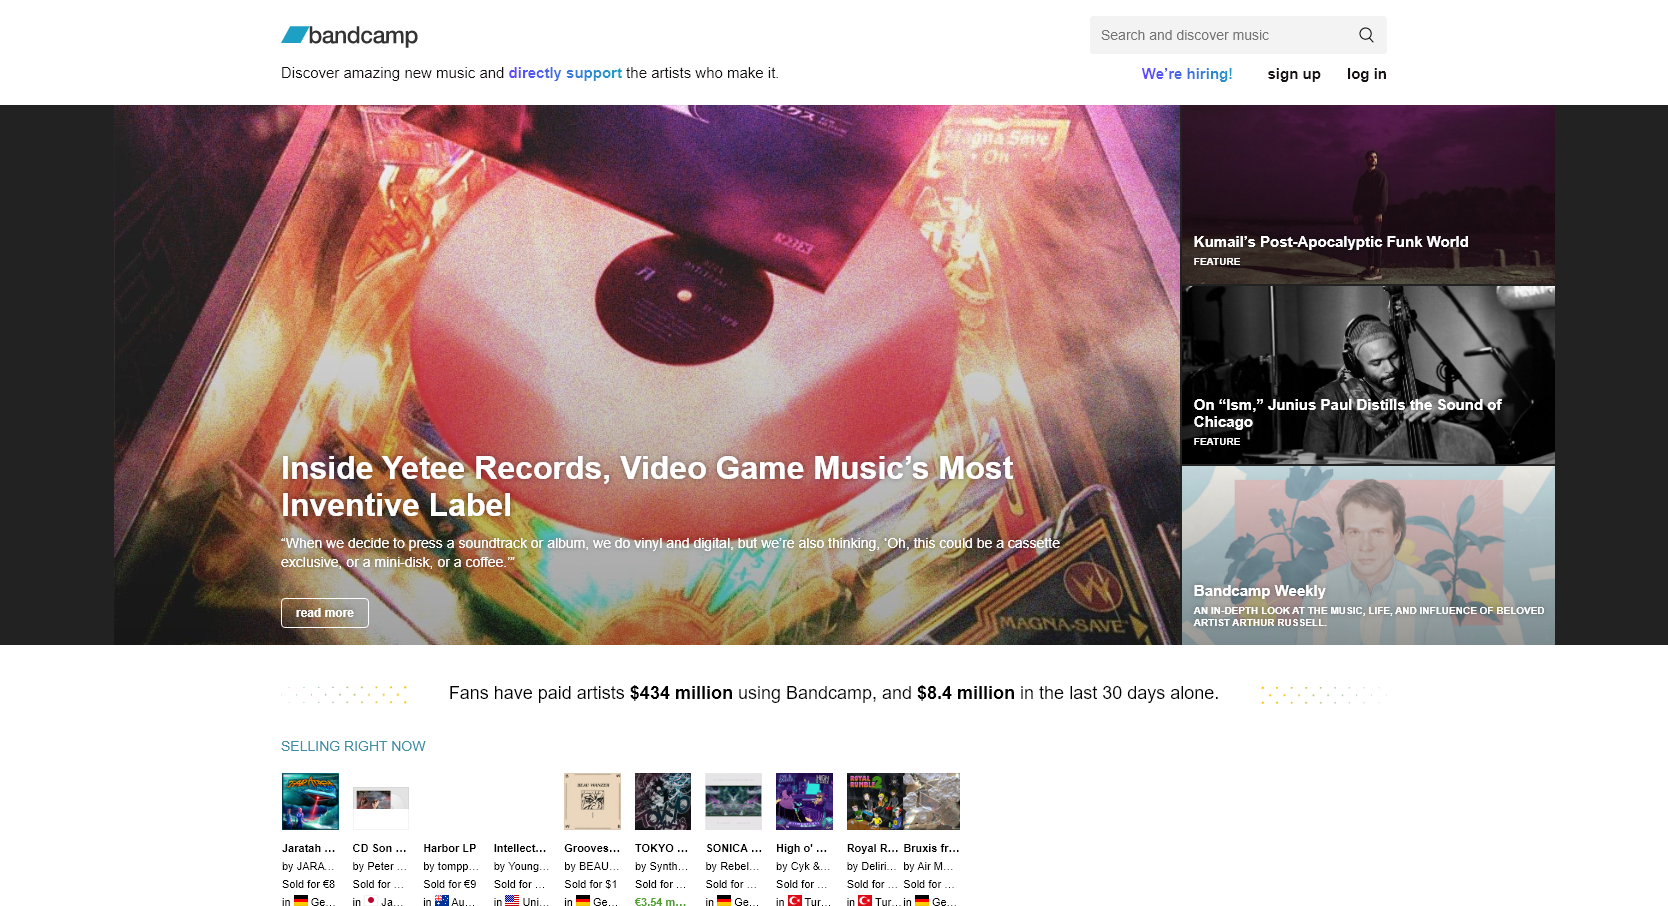 bandcamp
Search and discover music
Discover amazing new music and directly support the artists who make it.
We're hiring!
sign up
log in
Magna-Save
On
Inside Yetee Records, Video Game Music's Most
Inventive Label
“When we decide to press a soundtrack or album, we do vinyl and digital, but we're also thinking, ‘Oh, this could be a cassette
exclusive, or a mini-disk, or a coffee.’”
read more
MAGNA-SAVE
Kumail's Post-Apocalyptic Funk World
FEATURE
On “Ism,” Junius Paul Distills the Sound of
Chicago
FEATURE
Bandcamp Weekly
AN IN-DEPTH LOOK AT THE MUSIC, LIFE, AND INFLUENCE OF BELOVED
ARTIST ARTHUR RUSSELL.
Fans have paid artists $434 million using Bandcamp, and $8.4 million in the last 30 days alone.
SELLING RIGHT NOW
ROYAL
RUMBLE 2
Jaratah ... CD Son ... Harbor LP Intellect... Grooves... TOKYO ... SONICA ... High o' ... Royal R... Bruxis fr...
by JARA... by Peter ... by tompp... by Young... by BEAU... by Synth... by Rebel... by Cyk &... by Deliri... by Air M...
Sold for €8 Sold for ... Sold for €9 Sold for ... Sold for $1 Sold for ... Sold for ... Sold for ... Sold for ... Sold for ...
in Ge... in Ja... in Au... in Uni... in Ge... €3.54 m... in Ge... in Tur... in Tur... in Ge...